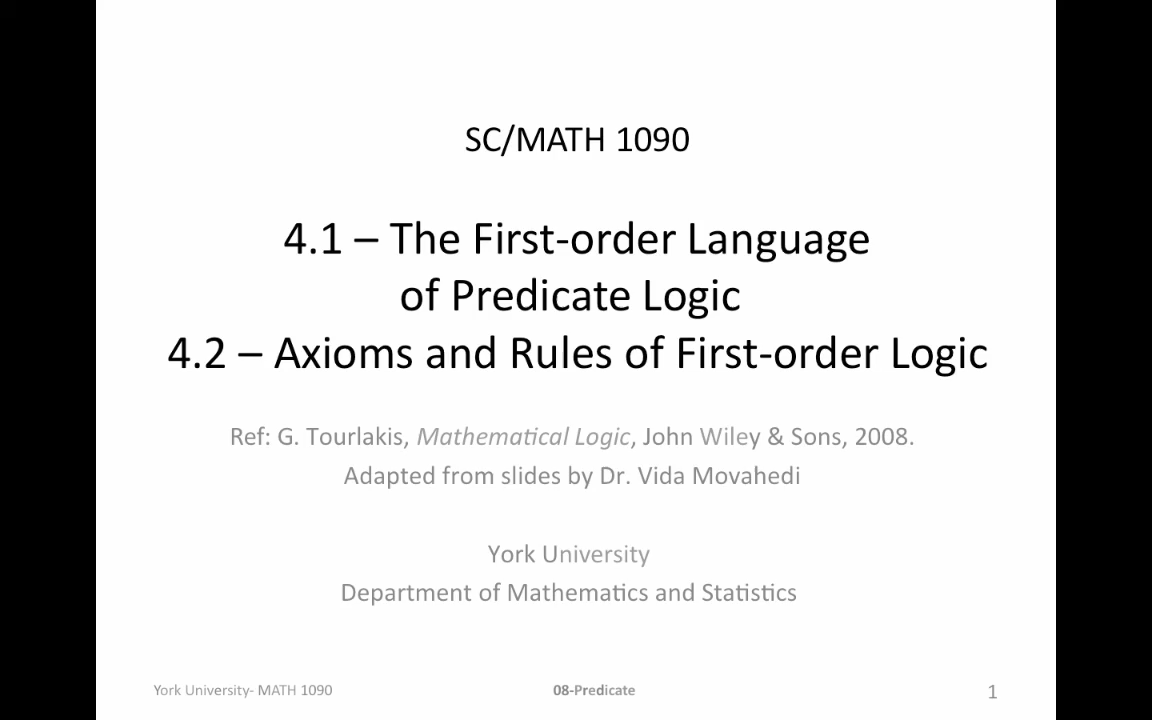 SC/MATH 1090
4.1 – The First-order Language
of Predicate Logic
4.2 – Axioms and Rules of First-order Logic
Ref: G. Tourlakis, Mathematical Logic, John Wiley & Sons, 2008.
Adapted from slides by Dr. Vida Movahedi
York University
Department of Mathematics and Statistics
York University- MATH 1090
08-Predicate
1